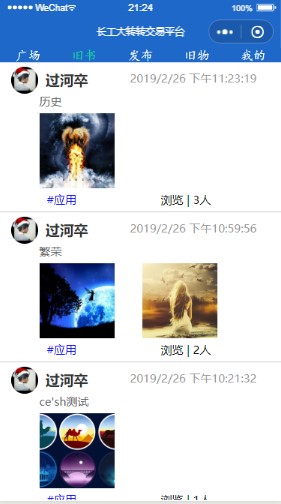 WeChat 21:24 100%
长工大转转交易平台
广场 旧书 发布 旧物 我的
过河卒 2019/2/26 下午11:23:19
历史
#应用 浏览 | 3人
过河卒 2019/2/26 下午10:59:56
繁荣
#应用 浏览 | 2人
过河卒 2019/2/26 下午10:21:32
ce'sh测试
#应用 浏览 | 1人